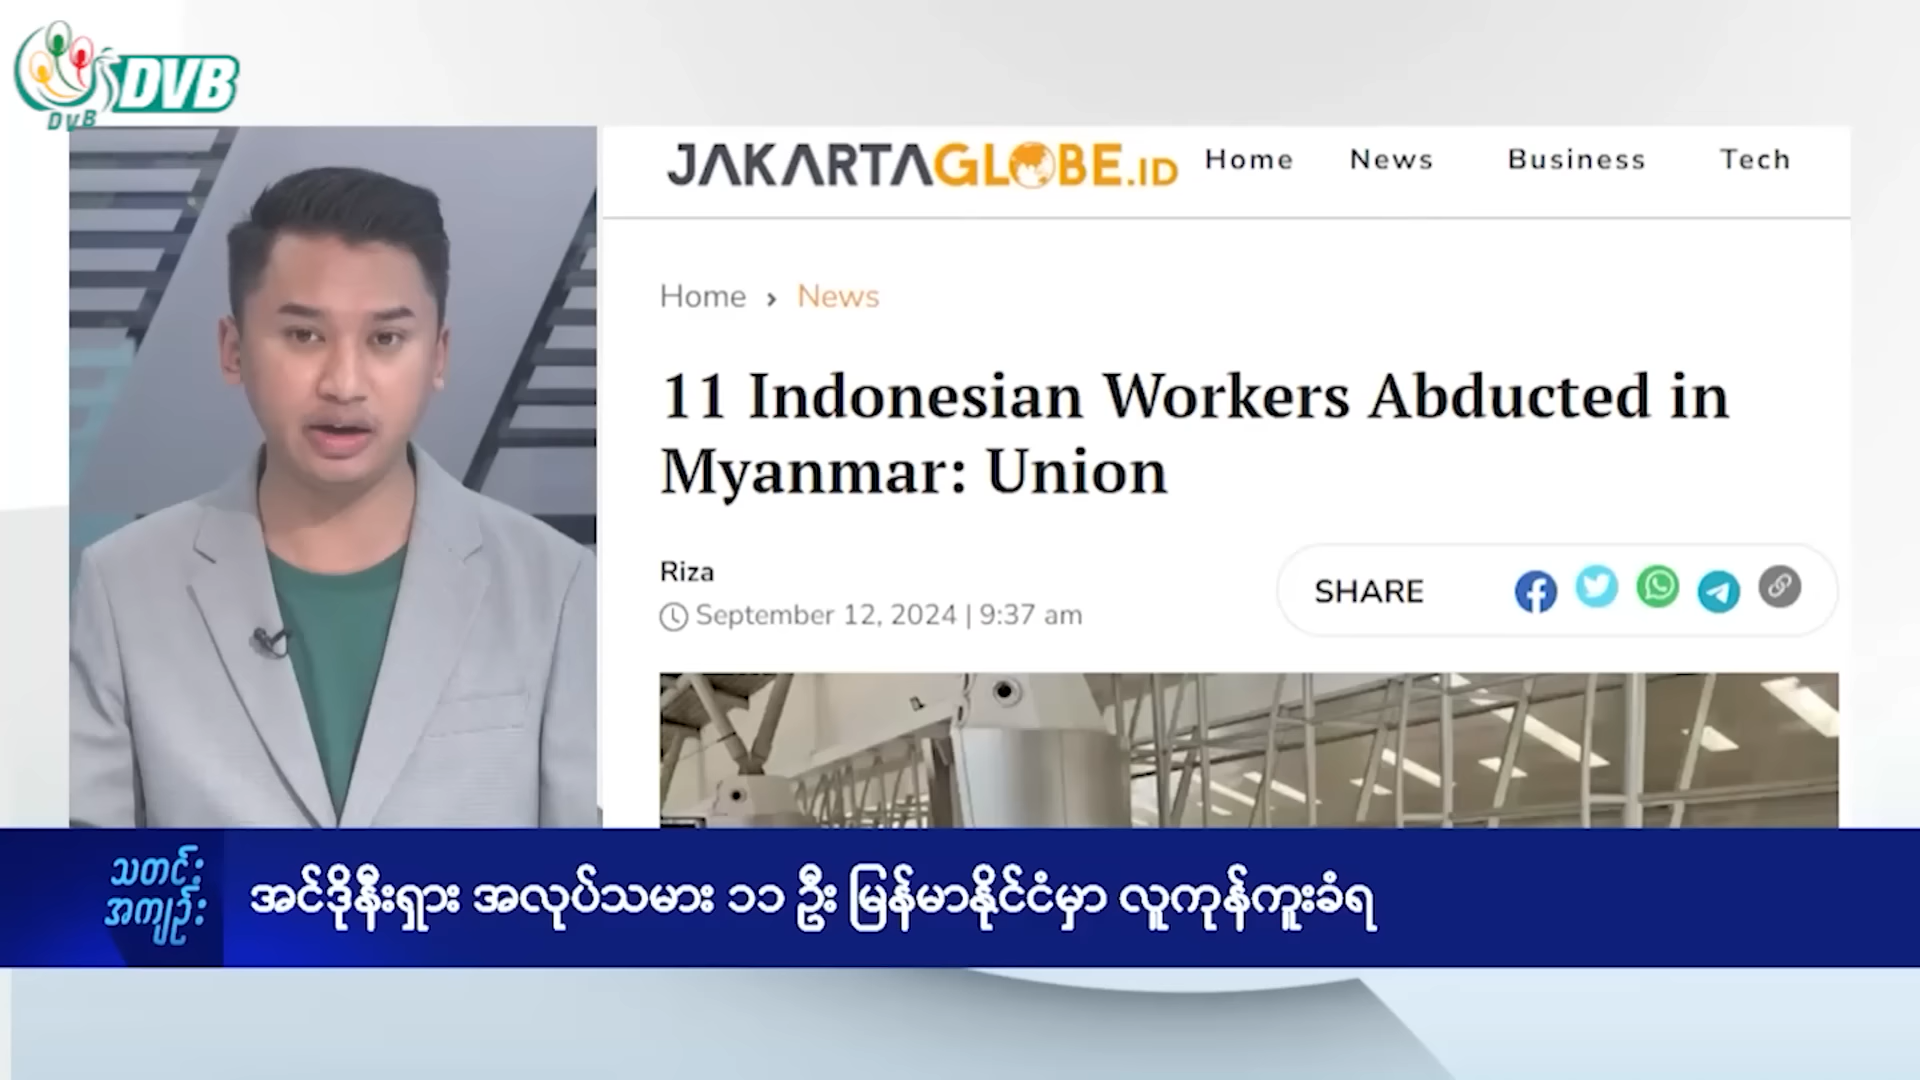 DVB
DVB
JAKARTAGLOBE.ID
Home News Business Tech
Home › News
11 Indonesian Workers Abducted in
Myanmar: Union
Riza
September 12, 2024 | 9:37 am
SHARE
သတင်း
အကျဉ်း
အင်ဒိုနီးရှား အလုပ်သမား ၁၁ ဦး မြန်မာနိုင်ငံမှာ လူကုန်ကူးခံရ